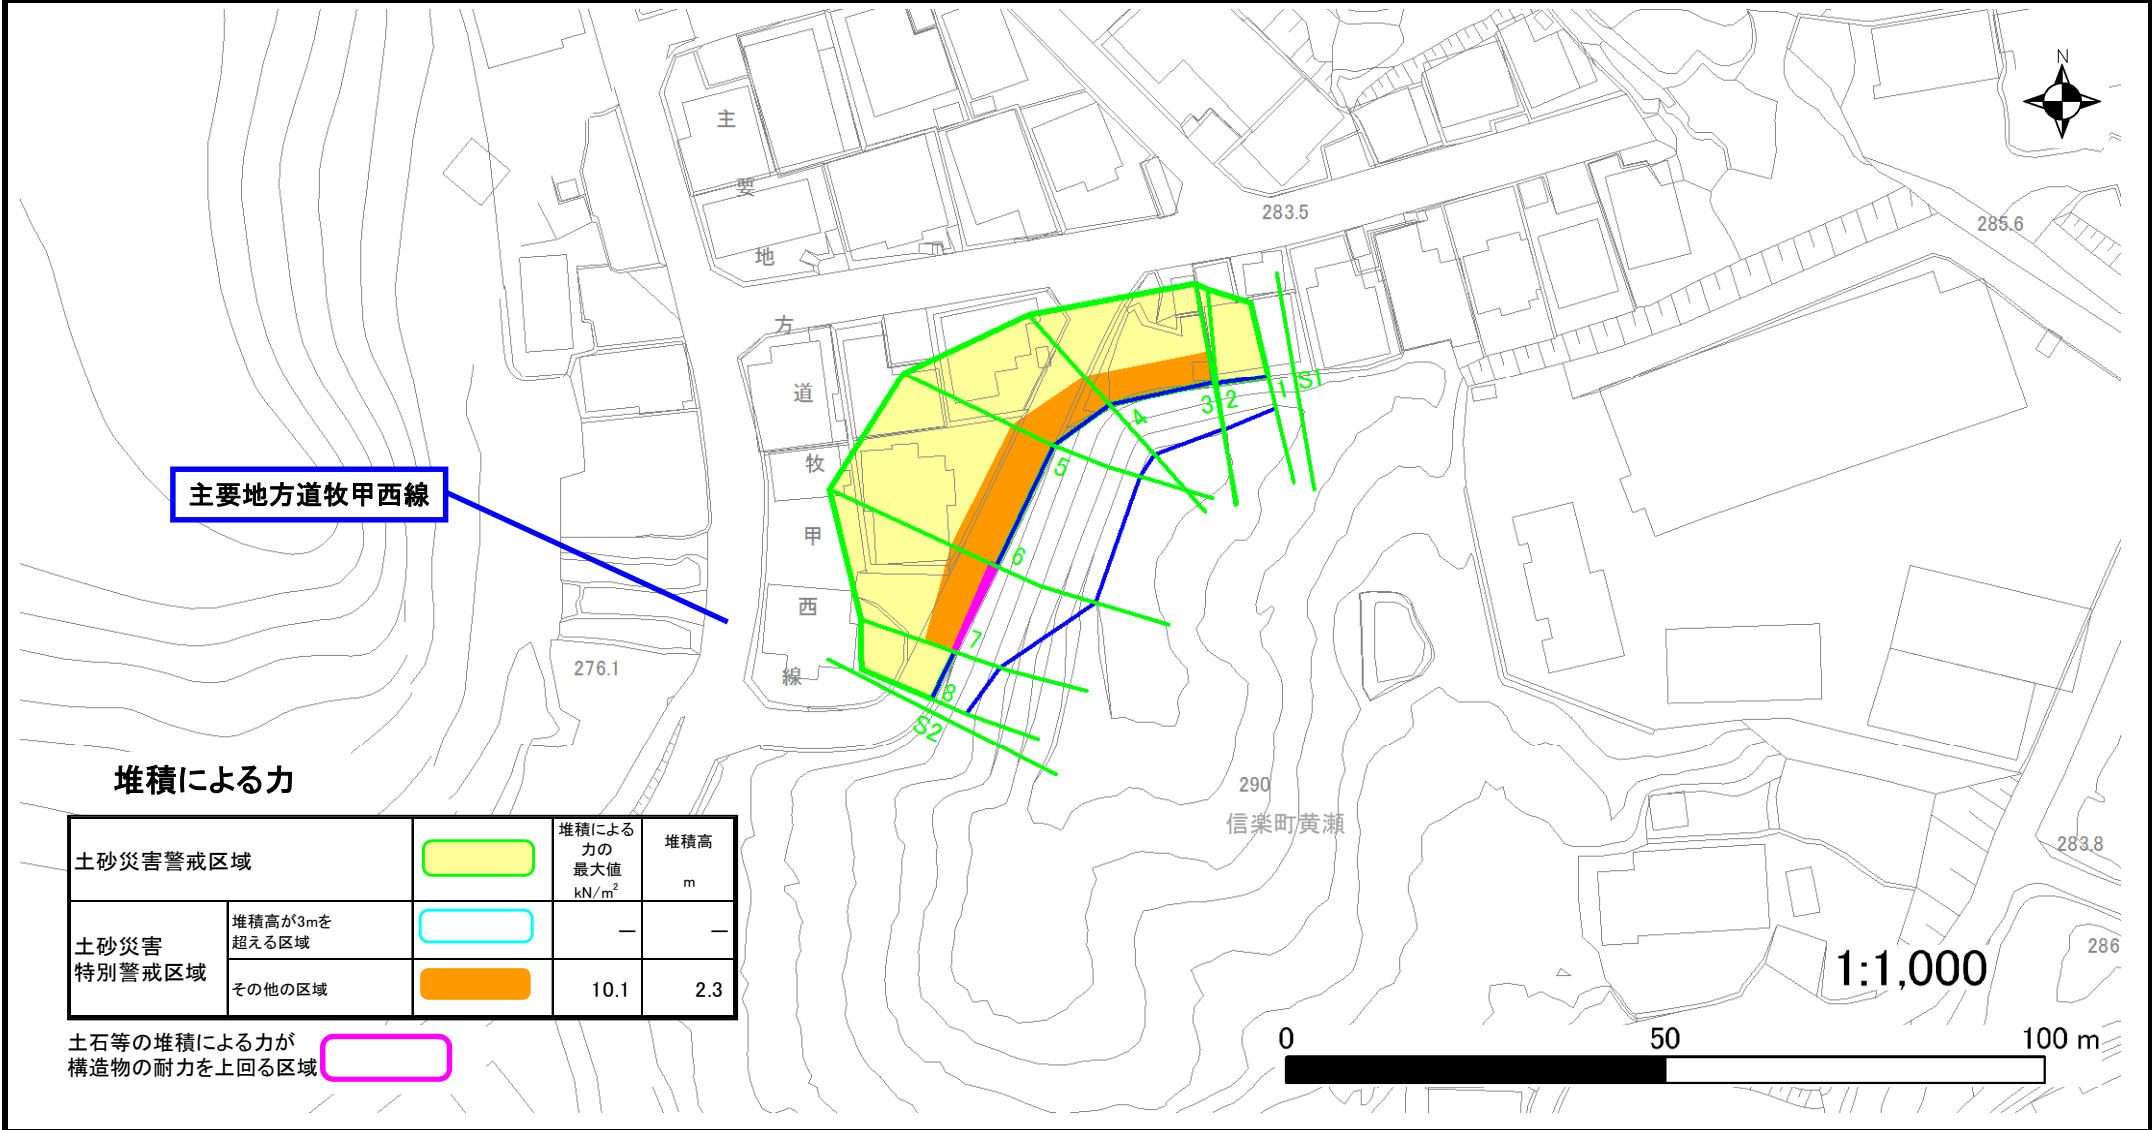 N
主
要
地
方
道
牧
甲
西
線
283.5
285.6
主要地方道牧甲西線
S1
1
2
3
4
5
6
7
8
S2
276.1
290
信楽町黄瀬
283.8
286
堆積による力
土砂災害警戒区域
堆積による
力の
最大値
kN/m²
堆積高
m
土砂災害
特別警戒区域
堆積高が3mを
超える区域
— —
その他の区域
10.1 2.3
土石等の堆積による力が
構造物の耐力を上回る区域
1:1,000
0 50 100 m